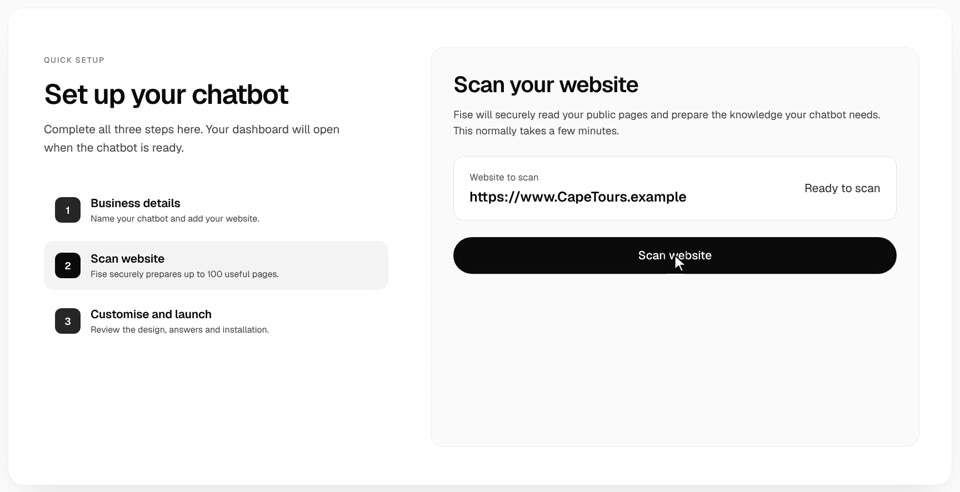 QUICK SETUP
Set up your chatbot
Complete all three steps here. Your dashboard will open
when the chatbot is ready.
1
Business details
Name your chatbot and add your website.
2
Scan website
Fise securely prepares up to 100 useful pages.
3
Customise and launch
Review the design, answers and installation.
Scan your website
Fise will securely read your public pages and prepare the knowledge your chatbot needs.
This normally takes a few minutes.
Website to scan
https://www.CapeTours.example
Ready to scan
Scan website